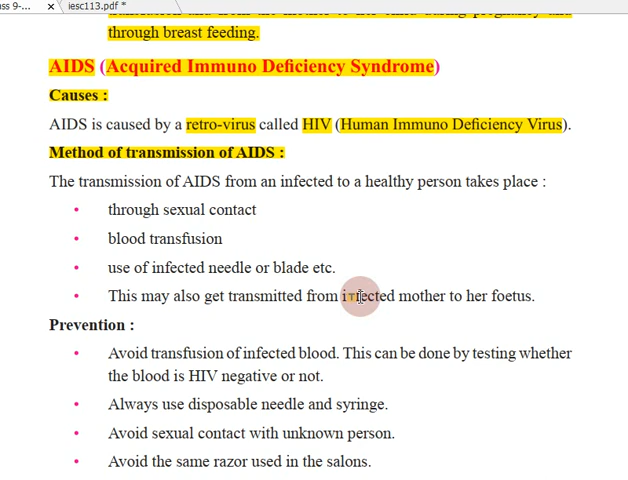 ass 9-... × iesc113.pdf *
through breast feeding.
AIDS (Acquired Immuno Deficiency Syndrome)
Causes :
AIDS is caused by a retro-virus called HIV (Human Immuno Deficiency Virus).
Method of transmission of AIDS :
The transmission of AIDS from an infected to a healthy person takes place :
• through sexual contact
• blood transfusion
• use of infected needle or blade etc.
• This may also get transmitted from infected mother to her foetus.
Prevention :
• Avoid transfusion of infected blood. This can be done by testing whether
the blood is HIV negative or not.
• Always use disposable needle and syringe.
• Avoid sexual contact with unknown person.
• Avoid the same razor used in the salons.